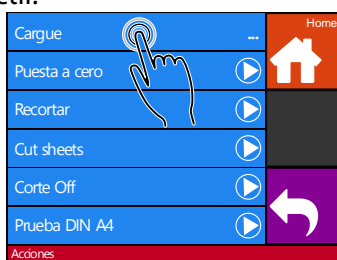 Cargue ...
Home
Puesta a cero
Recortar
Cut sheets
Corte Off
Prueba DIN A4
Acciones